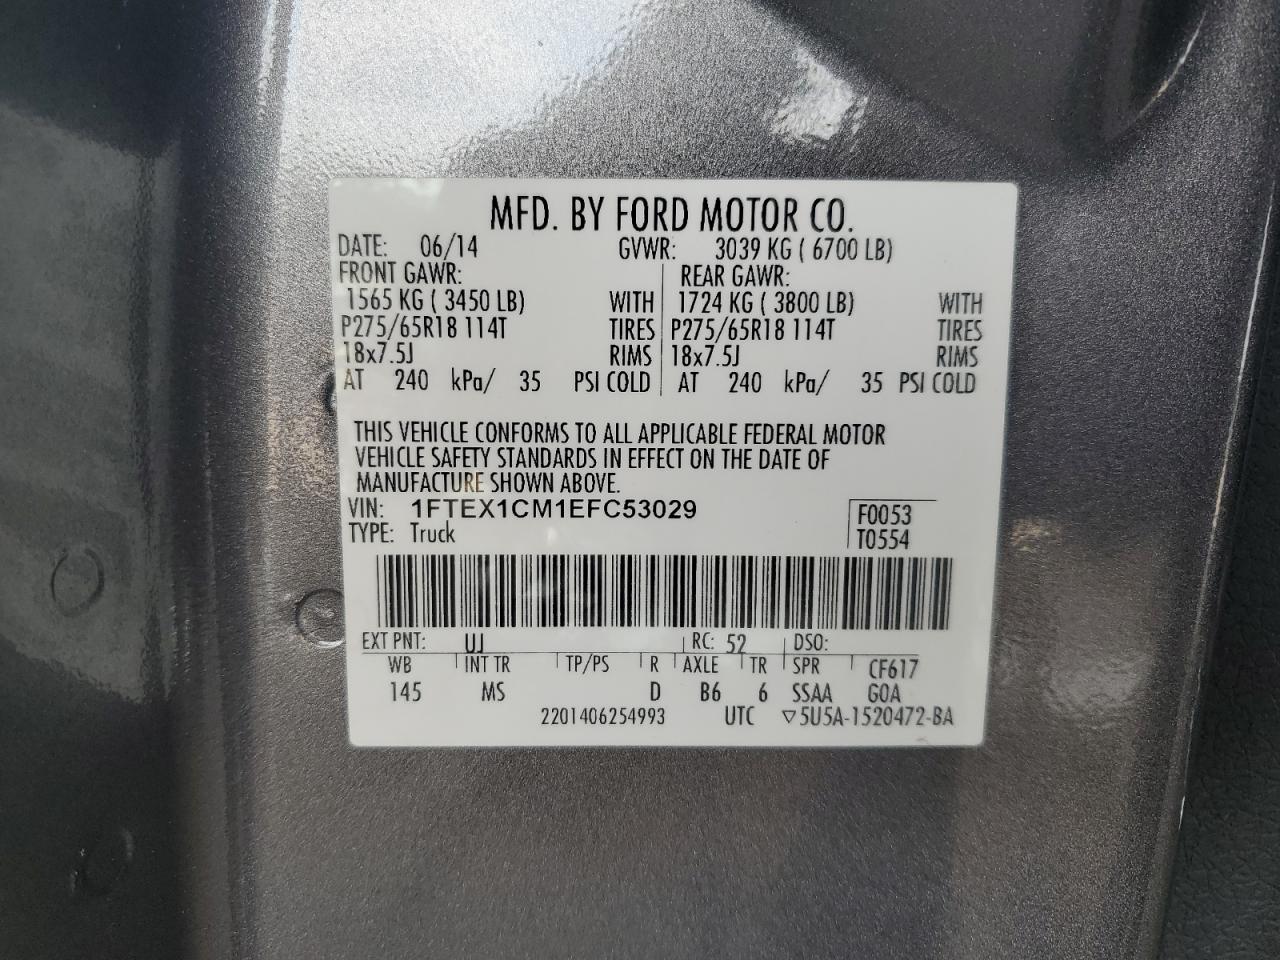 MFD. BY FORD MOTOR CO.
DATE: 06/14 GVWR: 3039 KG ( 6700 LB)
FRONT GAWR: REAR GAWR:
1565 KG ( 3450 LB) WITH 1724 KG ( 3800 LB) WITH
P275/65R18 114T TIRES P275/65R18 114T TIRES
18x7.5J RIMS 18x7.5J RIMS
AT 240 kPa/ 35 PSI COLD AT 240 kPa/ 35 PSI COLD
THIS VEHICLE CONFORMS TO ALL APPLICABLE FEDERAL MOTOR
VEHICLE SAFETY STANDARDS IN EFFECT ON THE DATE OF
MANUFACTURE SHOWN ABOVE.
VIN: 1FTEX1CM1EFC53029 F0053
TYPE: Truck T0554
EXT PNT: UJ RC: 52 DSO:
WB INT TR TP/PS R AXLE TR SPR CF617
145 MS D B6 6 SSAA GOA
2201406254993 UTC ▽5U5A-1520472-BA